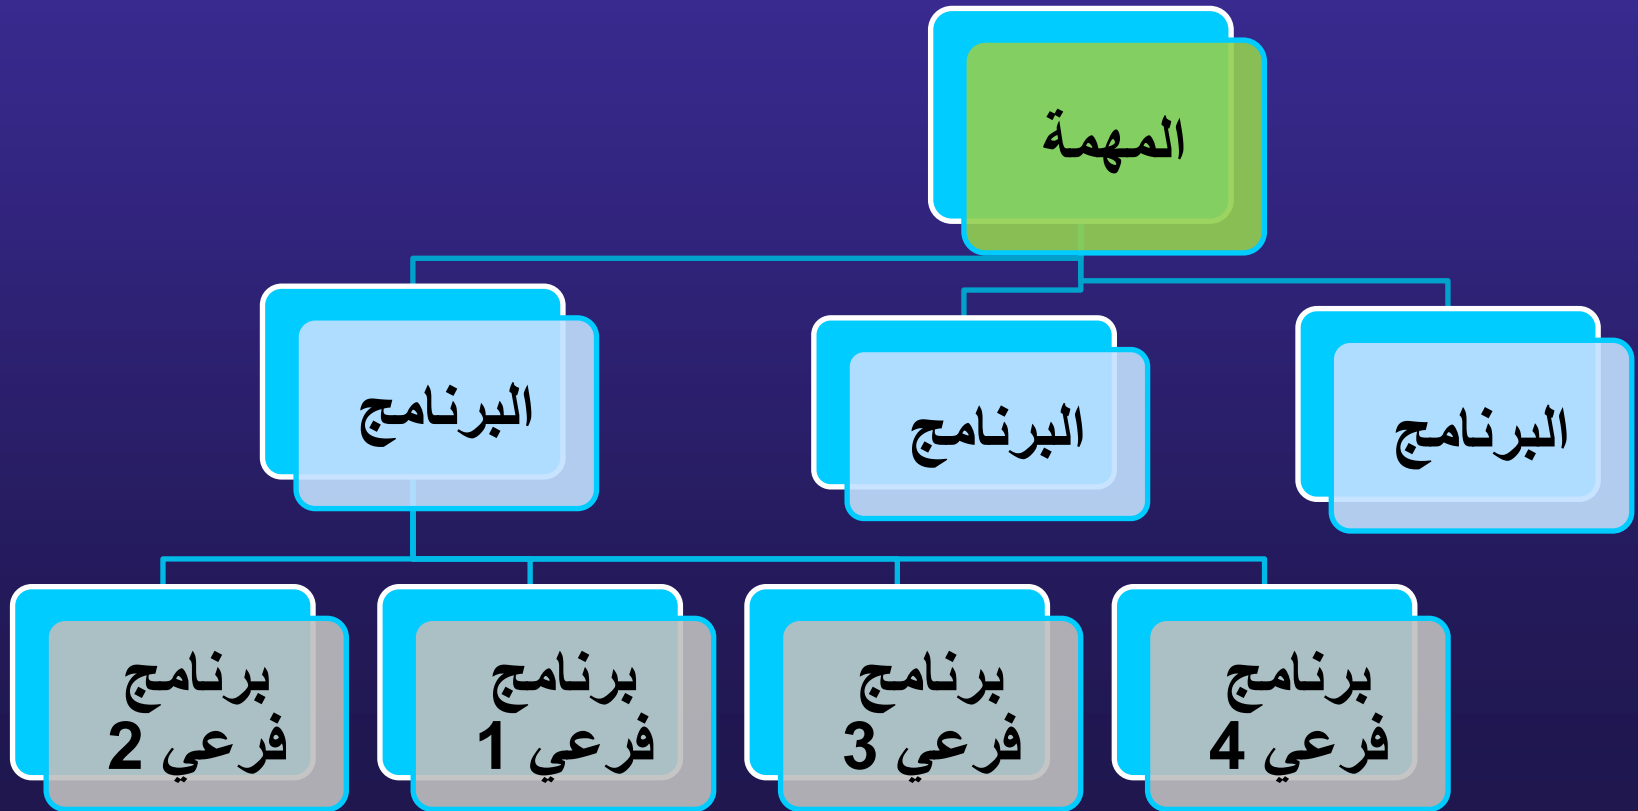 المهمة
البرنامج
البرنامج
البرنامج
برنامج
فرعي 4
برنامج
فرعي 3
برنامج
فرعي 1
برنامج
فرعي 2